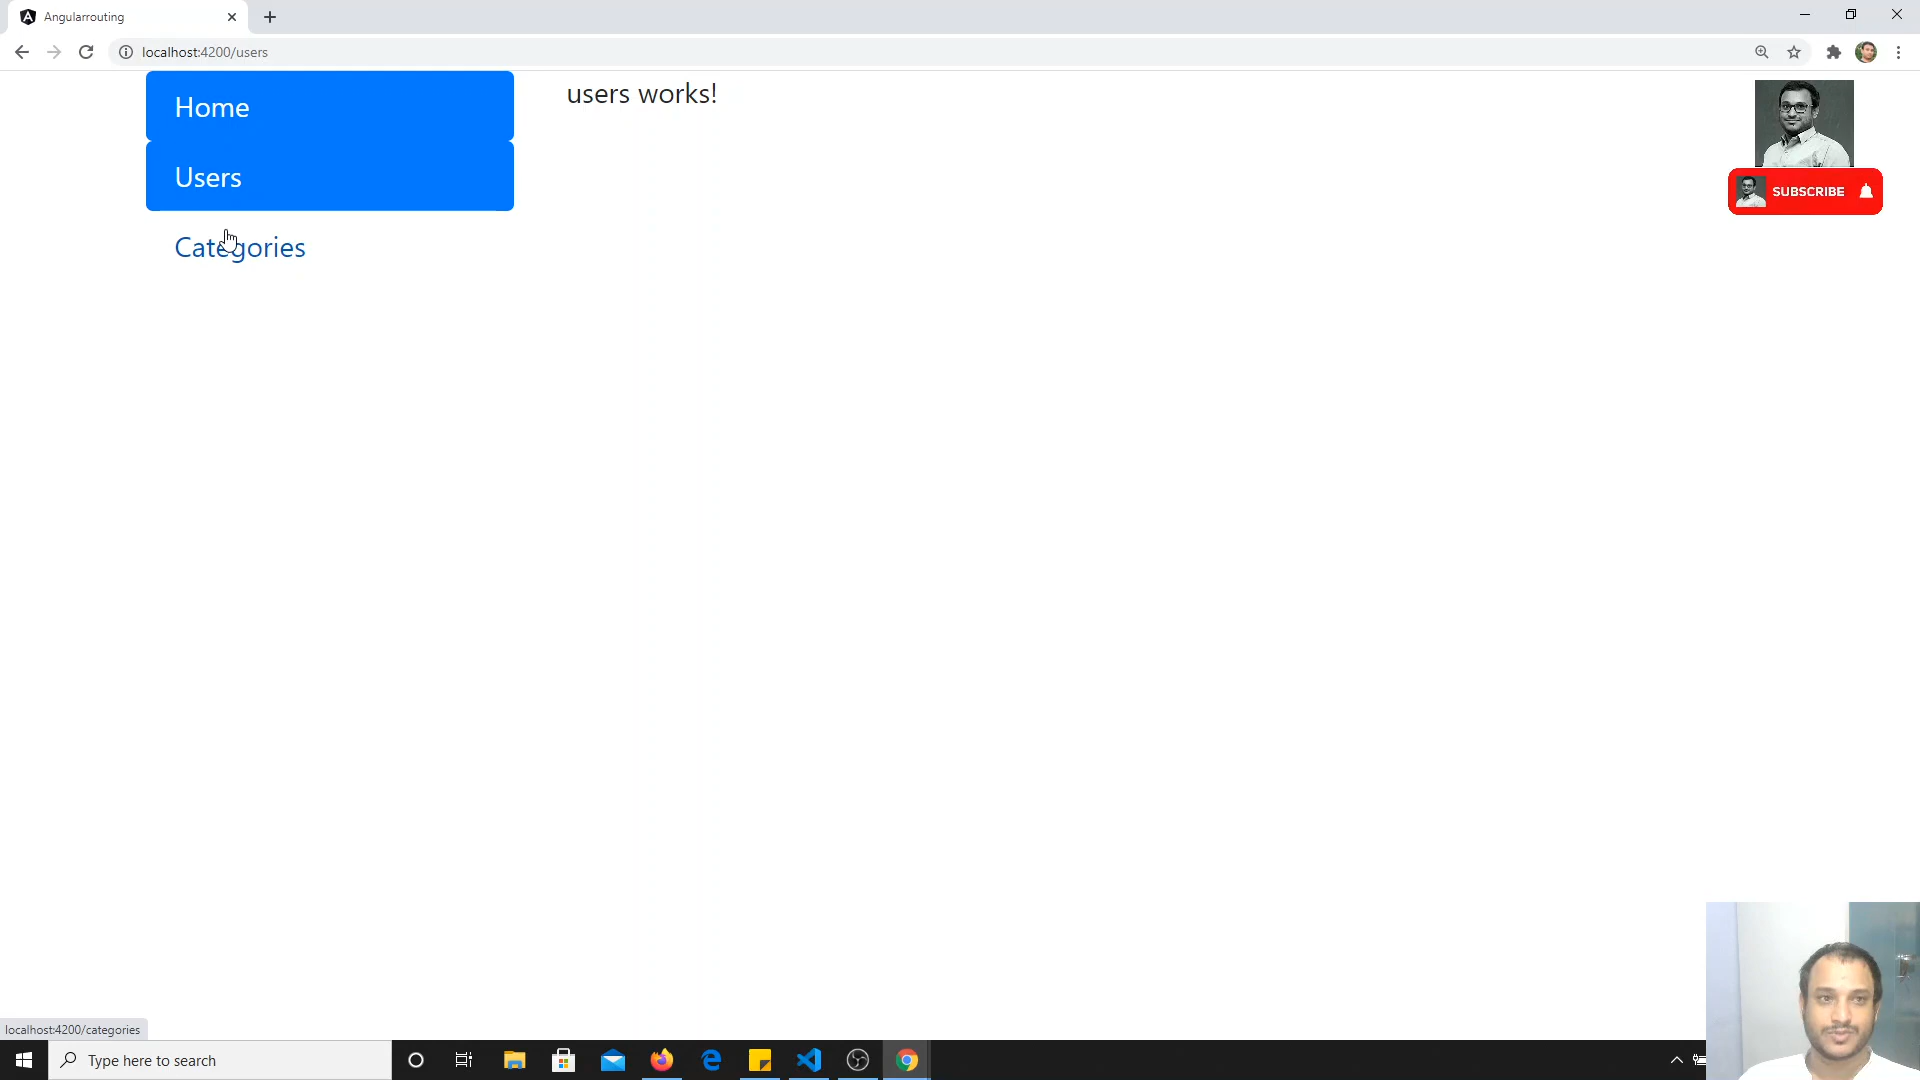 Angularrouting
localhost:4200/users
Home
Users
Categories
users works!
SUBSCRIBE
localhost:4200/categories
Type here to search